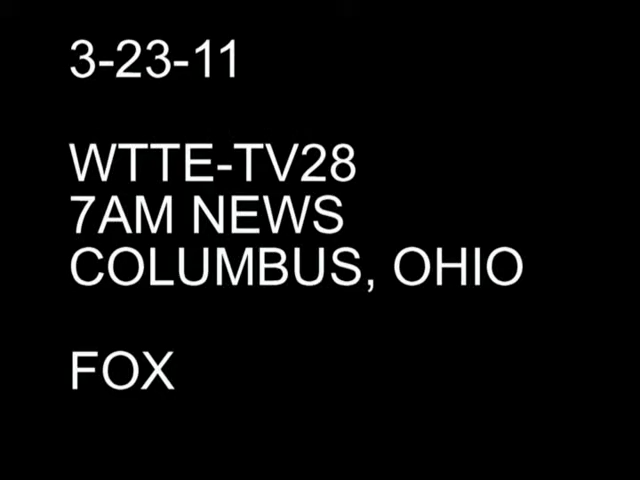 3-23-11
WTTE-TV28
7AM NEWS
COLUMBUS, OHIO
FOX